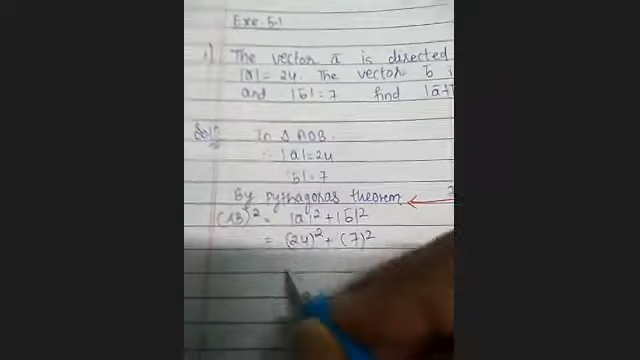 Exe. 5.1
1) The vector a̅ is directed
|a̅| = 24. The vector b̅ i
and |b̅| = 7 find |a̅+
Solⁿ In Δ AOB.
∴ |a̅| = 24
|b̅| = 7
By pythagoras theorem
(AB)² = |a̅|² + |b̅|²
= (24)² + (7)²